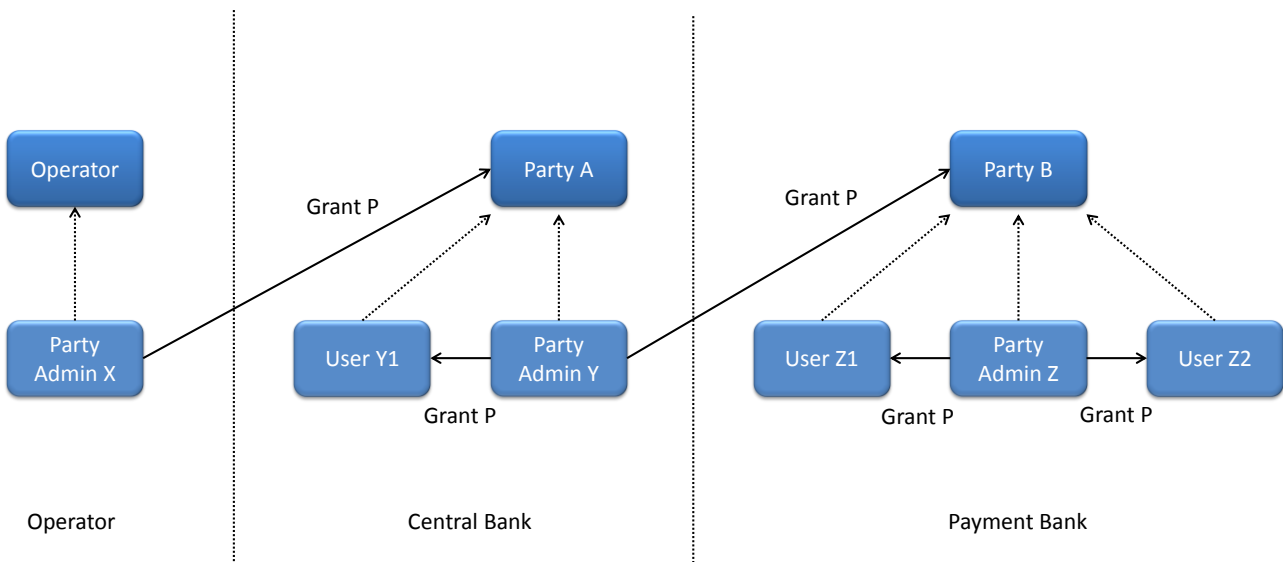 Operator
Party A
Party B
Grant P
Grant P
Party
Admin X
User Y1
Party
Admin Y
User Z1
Party
Admin Z
User Z2
Grant P
Grant P
Grant P
Operator
Central Bank
Payment Bank